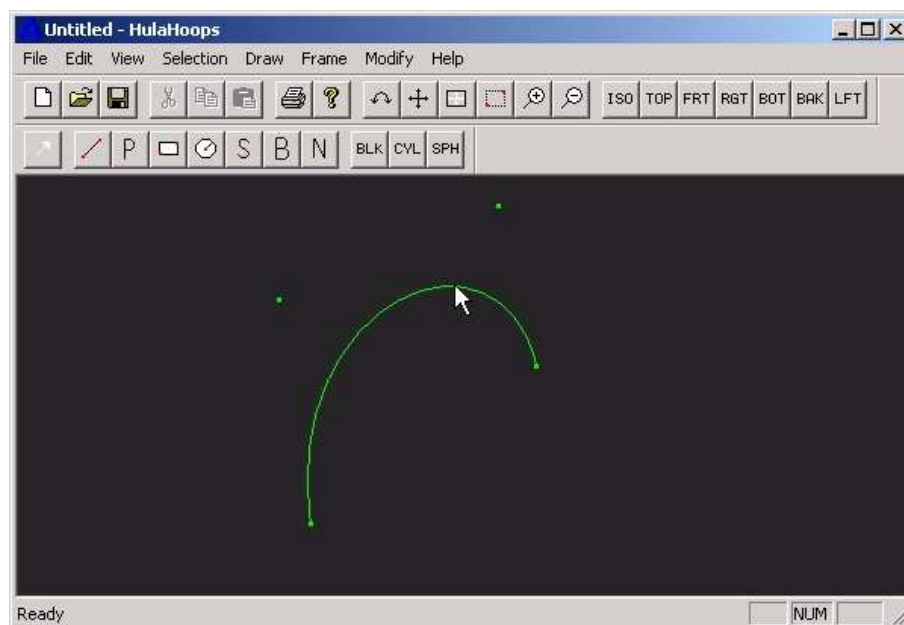 Untitled - HulaHoops
File Edit View Selection Draw Frame Modify Help
ISO TOP FRT RGT BOT BAK LFT
P S B N BLK CYL SPH
Ready NUM